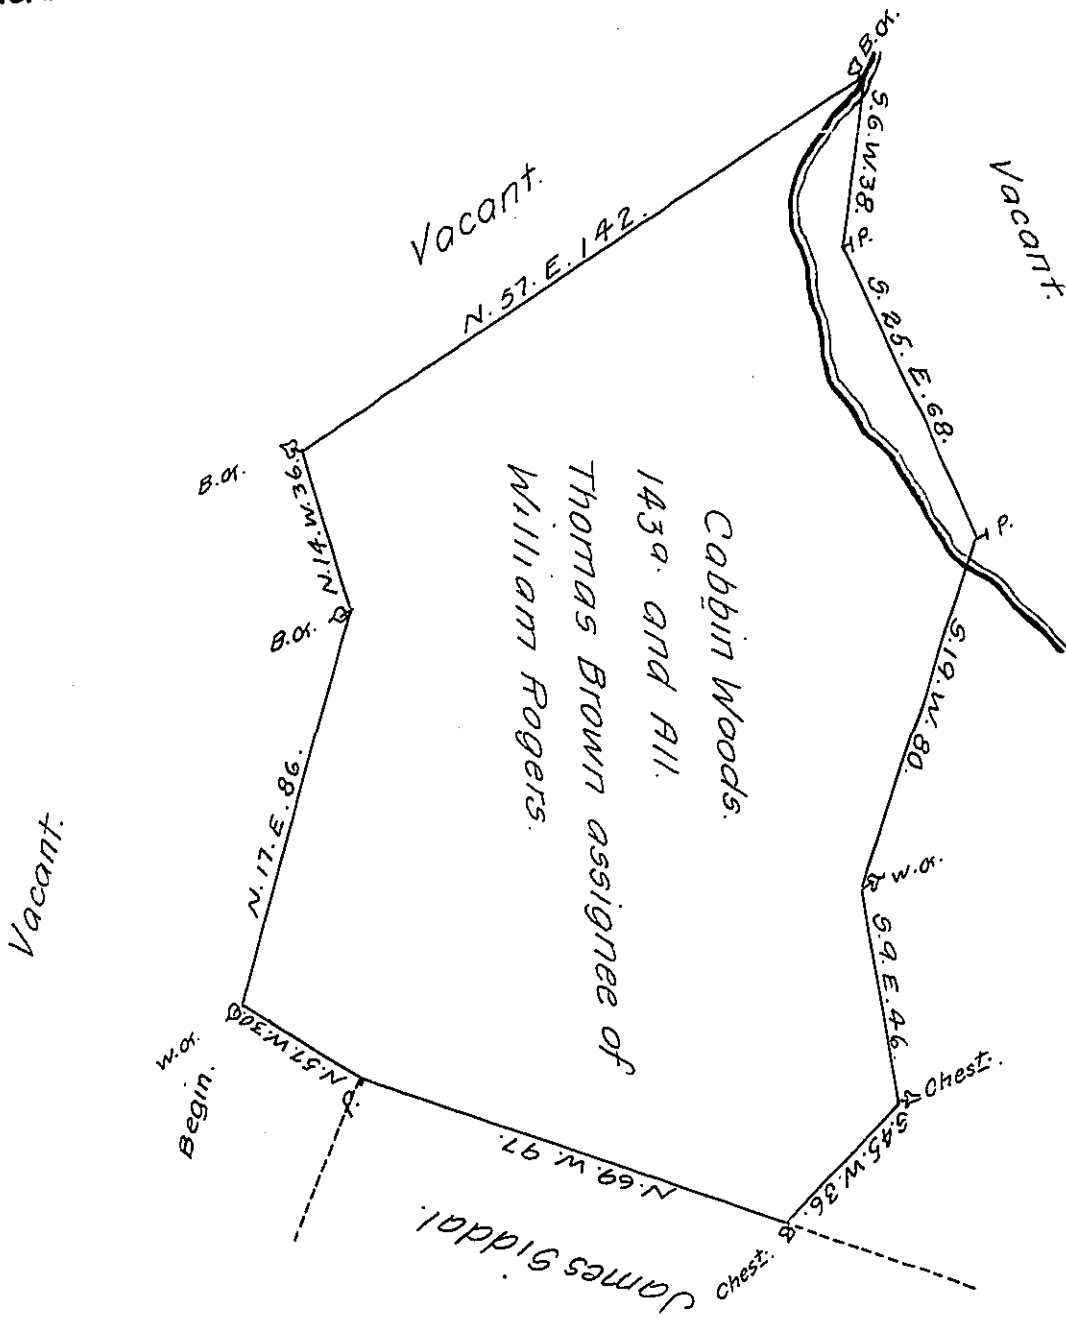 B.O.
S.6.W.38.
P.
Vacant.
S.25.E.68.
P.
Vacant.
N.57.E.142.
B.O.
N.14.W.36.
B.O.
Cabbin Woods.
143a. and All.
Thomas Brown assignee of
William Rogers.
S.19.W.80.
W.O.
S.9.E.46.
Chest.
S.45.W.36.
Chest.
N.69.W.97.
James Siddal.
N.57.W.30.
N.17.E.86.
W.O.
Begin.
Vacant.